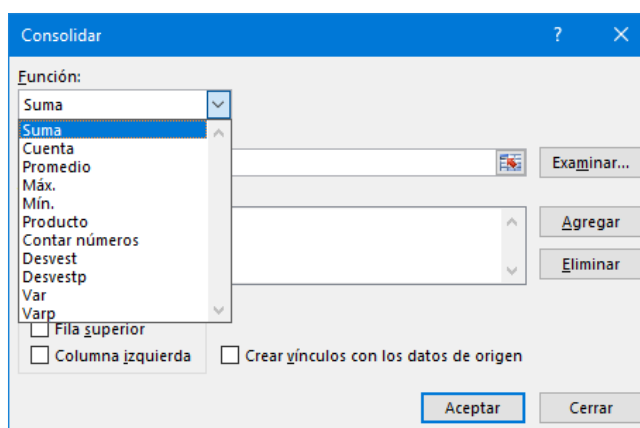 Consolidar ?
Función:
Suma
Suma
Cuenta
Promedio
Máx.
Mín.
Producto
Contar números
Desvest
Desvestp
Var
Varp
Examinar...
Agregar
Eliminar
Fila superior
Columna izquierda
Crear vínculos con los datos de origen
Aceptar
Cerrar